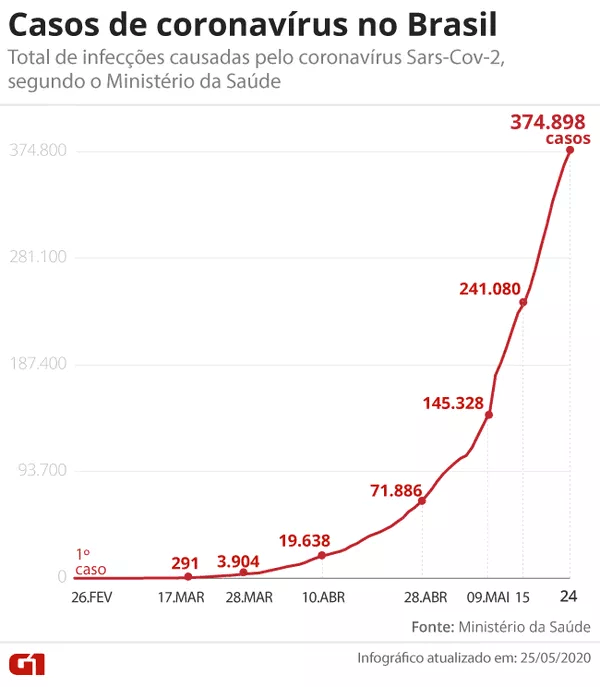 Casos de coronavírus no Brasil
Total de infecções causadas pelo coronavírus Sars-Cov-2,
segundo o Ministério da Saúde
374.898
casos
374.800
281.100
241.080
187.400
145.328
93.700
71.886
19.638
1º
caso
291
3.904
0
26.FEV
17.MAR
28.MAR
10.ABR
28.ABR
09.MAI
15
24
Fonte: Ministério da Saúde
G1
Infográfico atualizado em: 25/05/2020